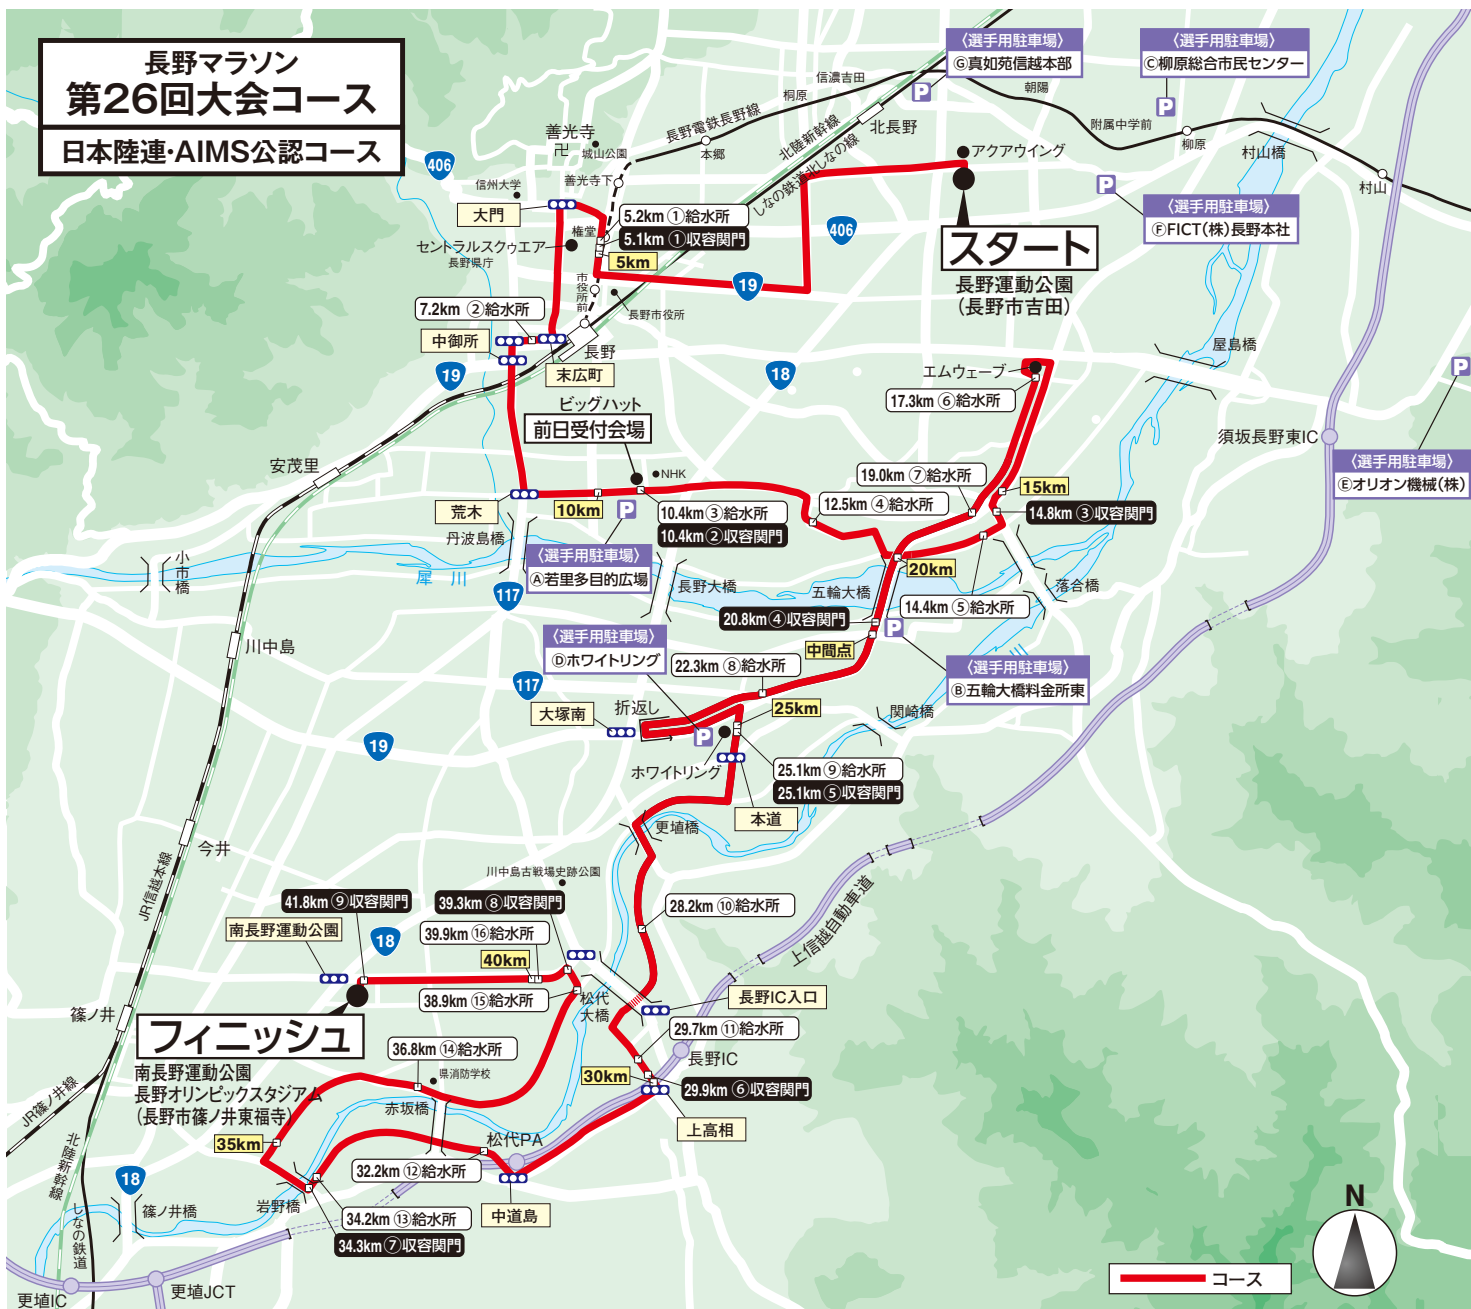 長野マラソン
第26回大会コース
日本陸連・AIMS公認コース
〈選手用駐車場〉
Ⓖ真如苑信越本部
〈選手用駐車場〉
Ⓒ柳原総合市民センター
信濃吉田
桐原
朝陽
附属中学前
柳原
村山橋
村山
北長野
長野電鉄長野線
本郷
北陸新幹線
しなの鉄道北しなの線
善光寺
卍
城山公園
善光寺下
406
信州大学
大門
権堂
セントラルスクゥエア
長野県庁
5.2km ①給水所
5.1km ①収容関門
5km
アクアウイング
スタート
長野運動公園
(長野市吉田)
406
〈選手用駐車場〉
ⒻFICT(株)長野本社
P
P
P
19
市役所前
長野市役所
7.2km ②給水所
中御所
長野
末広町
19
18
屋島橋
エムウェーブ
17.3km ⑥給水所
P
須坂長野東IC
〈選手用駐車場〉
Ⓔオリオン機械(株)
ビッグハット
前日受付会場
NHK
安茂里
荒木
10km
10.4km ③給水所
10.4km ②収容関門
P
12.5km ④給水所
19.0km ⑦給水所
15km
14.8km ③収容関門
丹波島橋
〈選手用駐車場〉
Ⓐ若里多目的広場
小市橋
犀川
117
長野大橋
五輪大橋
20km
14.4km ⑤給水所
落合橋
20.8km ④収容関門
中間点
P
〈選手用駐車場〉
Ⓑ五輪大橋料金所東
川
川中島
〈選手用駐車場〉
Ⓓホワイトリング
22.3km ⑧給水所
117
大塚南
折返し
P
25km
関崎橋
19
ホワイトリング
25.1km ⑨給水所
25.1km ⑤収容関門
本道
更埴橋
今井
JR信越本線
川中島古戦場史跡公園
上信越自動車道
41.8km ⑨収容関門
39.3km ⑧収容関門
28.2km ⑩給水所
南長野運動公園
18
39.9km ⑯給水所
40km
38.9km ⑮給水所
松代大橋
長野IC入口
篠ノ井
フィニッシュ
南長野運動公園
長野オリンピックスタジアム
(長野市篠ノ井東福寺)
36.8km ⑭給水所
県消防学校
29.7km ⑪給水所
長野IC
30km
29.9km ⑥収容関門
上高相
JR篠ノ井線
赤坂橋
35km
松代PA
北陸新幹線
しなの鉄道
18
32.2km ⑫給水所
岩野橋
篠ノ井橋
34.2km ⑬給水所
34.3km ⑦収容関門
中道島
更埴JCT
更埴IC
N
コース